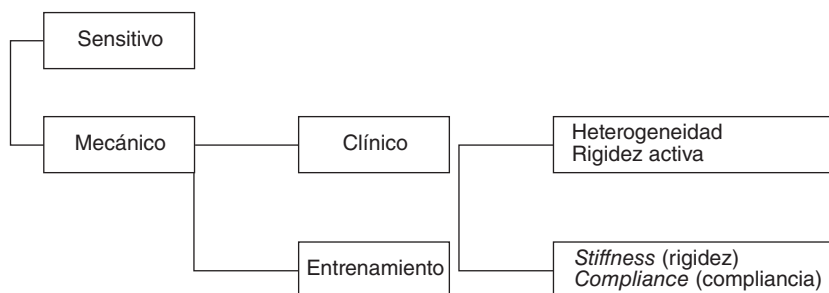 Sensitivo
Mecánico
Clínico
Heterogeneidad
Rigidez activa
Entrenamiento
Stiffness (rigidez)
Compliance (compliancia)